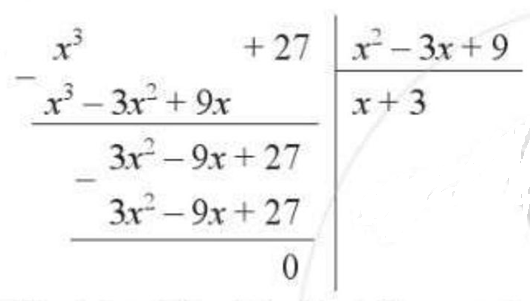 x³ + 27 | x² – 3x + 9
– x³ – 3x² + 9x | x + 3
– 3x² – 9x + 27
3x² – 9x + 27
0